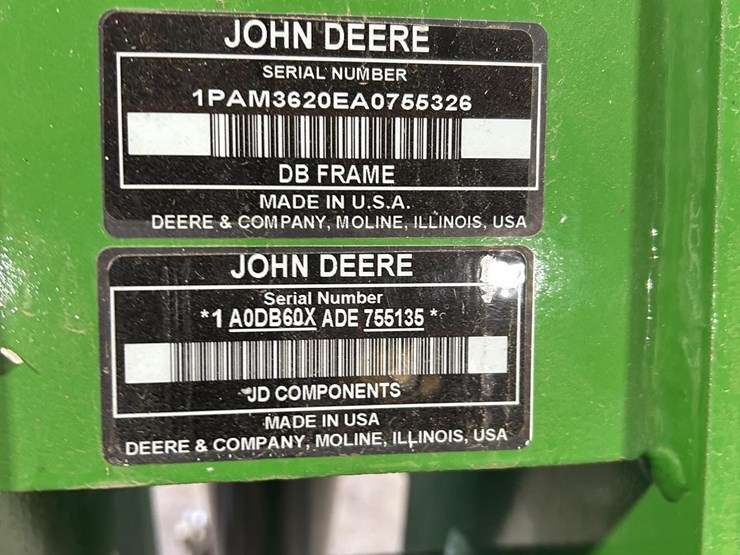 JOHN DEERE
SERIAL NUMBER
1PAM3620EA0755326
DB FRAME
MADE IN U.S.A.
DEERE & COMPANY, MOLINE, ILLINOIS, USA
JOHN DEERE
Serial Number
*1 A0DB60X ADE 755135 *
JD COMPONENTS
MADE IN USA
DEERE & COMPANY, MOLINE, ILLINOIS, USA